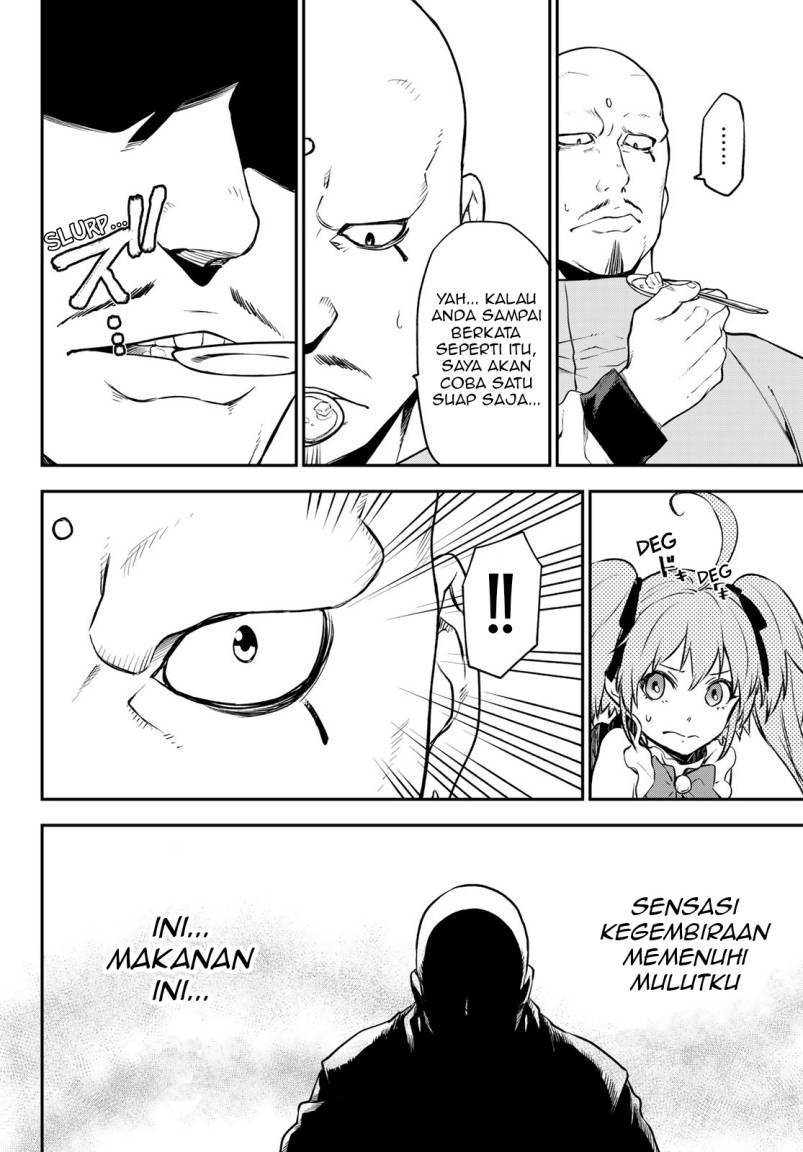 ......
YAH... KALAU
ANDA SAMPAI
BERKATA
SEPERTI ITU,
SAYA AKAN
COBA SATU
SUAP SAJA...
SLURP...
ズズ...
DEG
ドキ
DEG
ドキ
!!
SENSASI
KEGEMBIRAAN
MEMENUHI
MULUTKU
INI...
MAKANAN
INI...